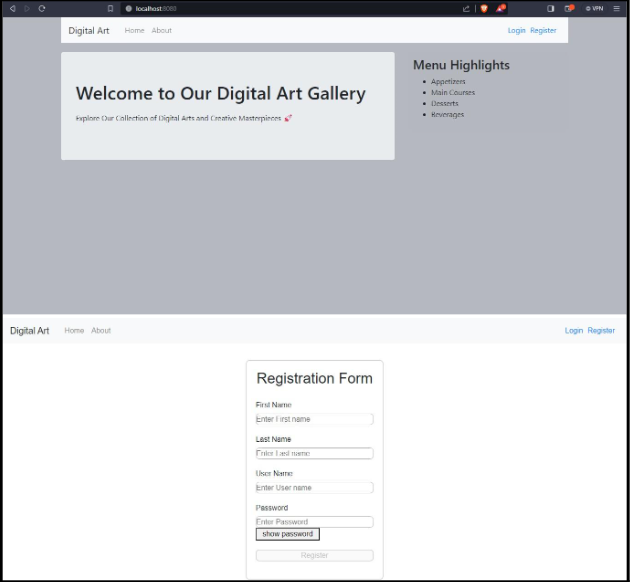 localhost:8080
VPN
Digital Art Home About Login Register
Welcome to Our Digital Art Gallery
Explore Our Collection of Digital Arts and Creative Masterpieces
Menu Highlights
Appetizers
Main Courses
Desserts
Beverages
Digital Art Home About Login Register
Registration Form
First Name
Enter First name
Last Name
Enter Last name
User Name
Enter User name
Password
Enter Password
show password
Register